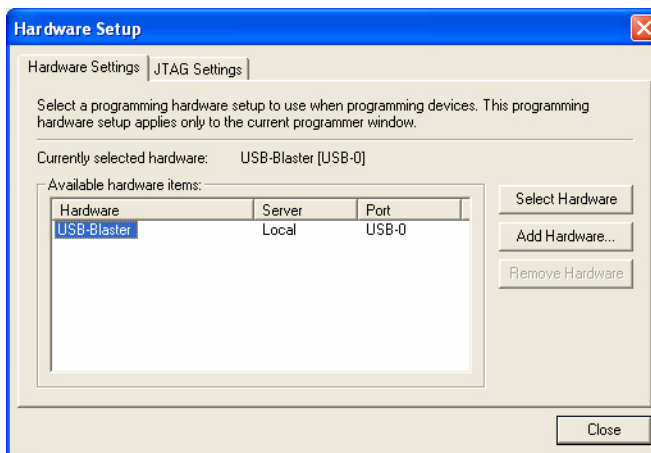 Hardware Setup
Hardware Settings JTAG Settings
Select a programming hardware setup to use when programming devices. This programming
hardware setup applies only to the current programmer window.
Currently selected hardware: USB-Blaster [USB-0]
Available hardware items:
Hardware Server Port
USB-Blaster Local USB-0
Select Hardware
Add Hardware...
Remove Hardware
Close